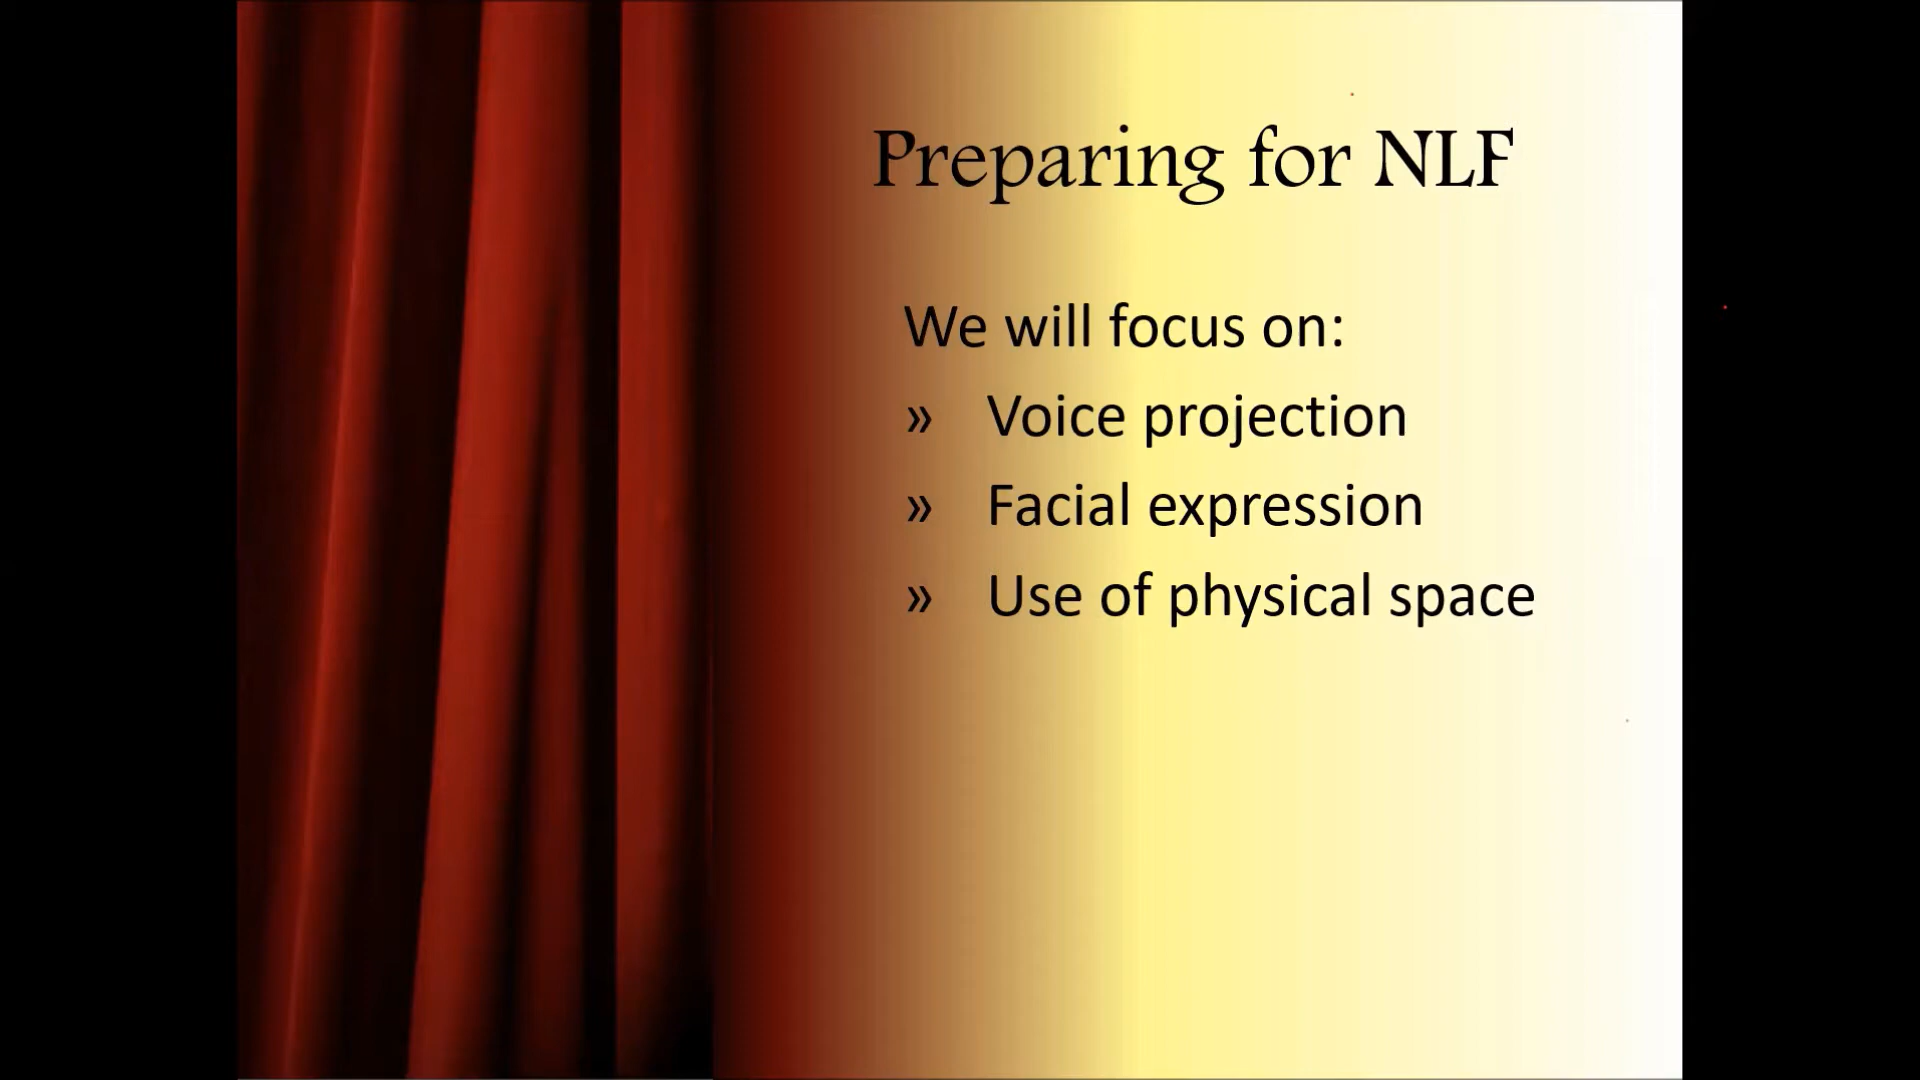 Preparing for NLF
We will focus on:
» Voice projection
» Facial expression
» Use of physical space